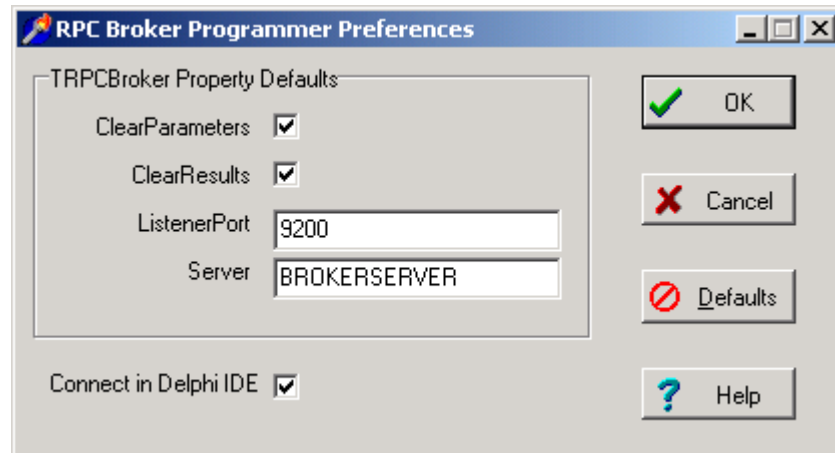 RPC Broker Programmer Preferences
TRPCBroker Property Defaults
ClearParameters
ClearResults
ListenerPort 9200
Server BROKERSERVER
Connect in Delphi IDE
OK
Cancel
Defaults
Help